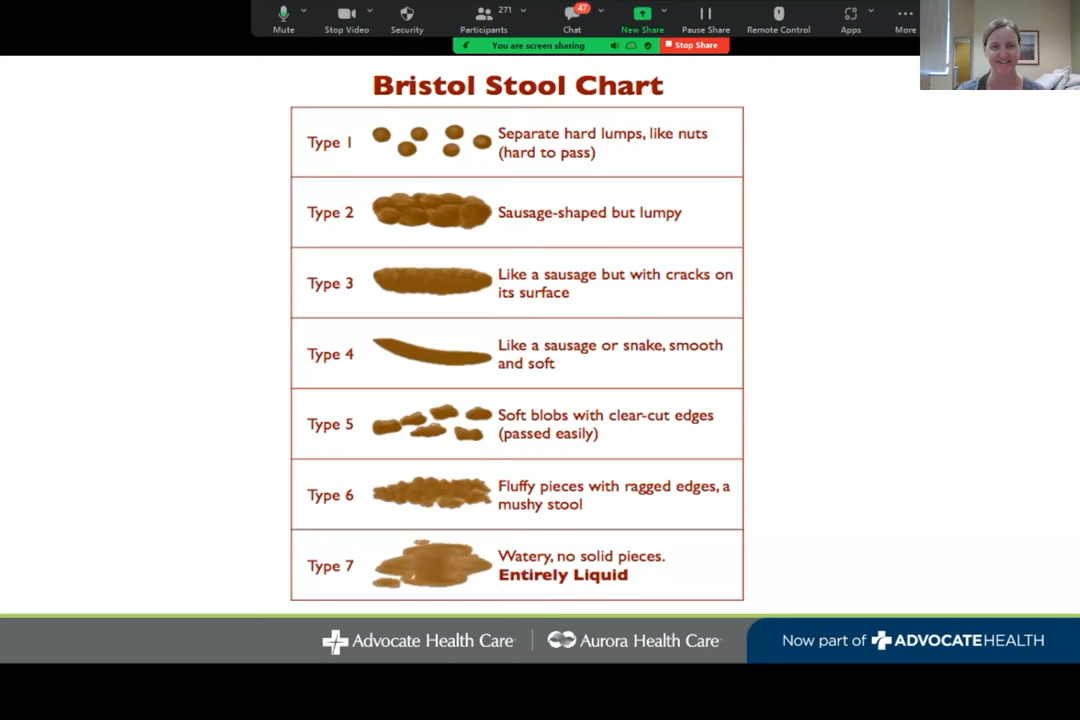 271
47
Mute
Stop Video
Security
Participants
Chat
New Share
Pause Share
Remote Control
Apps
More
You are screen sharing
Stop Share
Bristol Stool Chart
Type 1
Separate hard lumps, like nuts
(hard to pass)
Type 2
Sausage-shaped but lumpy
Type 3
Like a sausage but with cracks on
its surface
Type 4
Like a sausage or snake, smooth
and soft
Type 5
Soft blobs with clear-cut edges
(passed easily)
Type 6
Fluffy pieces with ragged edges, a
mushy stool
Type 7
Watery, no solid pieces.
Entirely Liquid
Advocate Health Care
Aurora Health Care
Now part of ADVOCATEHEALTH